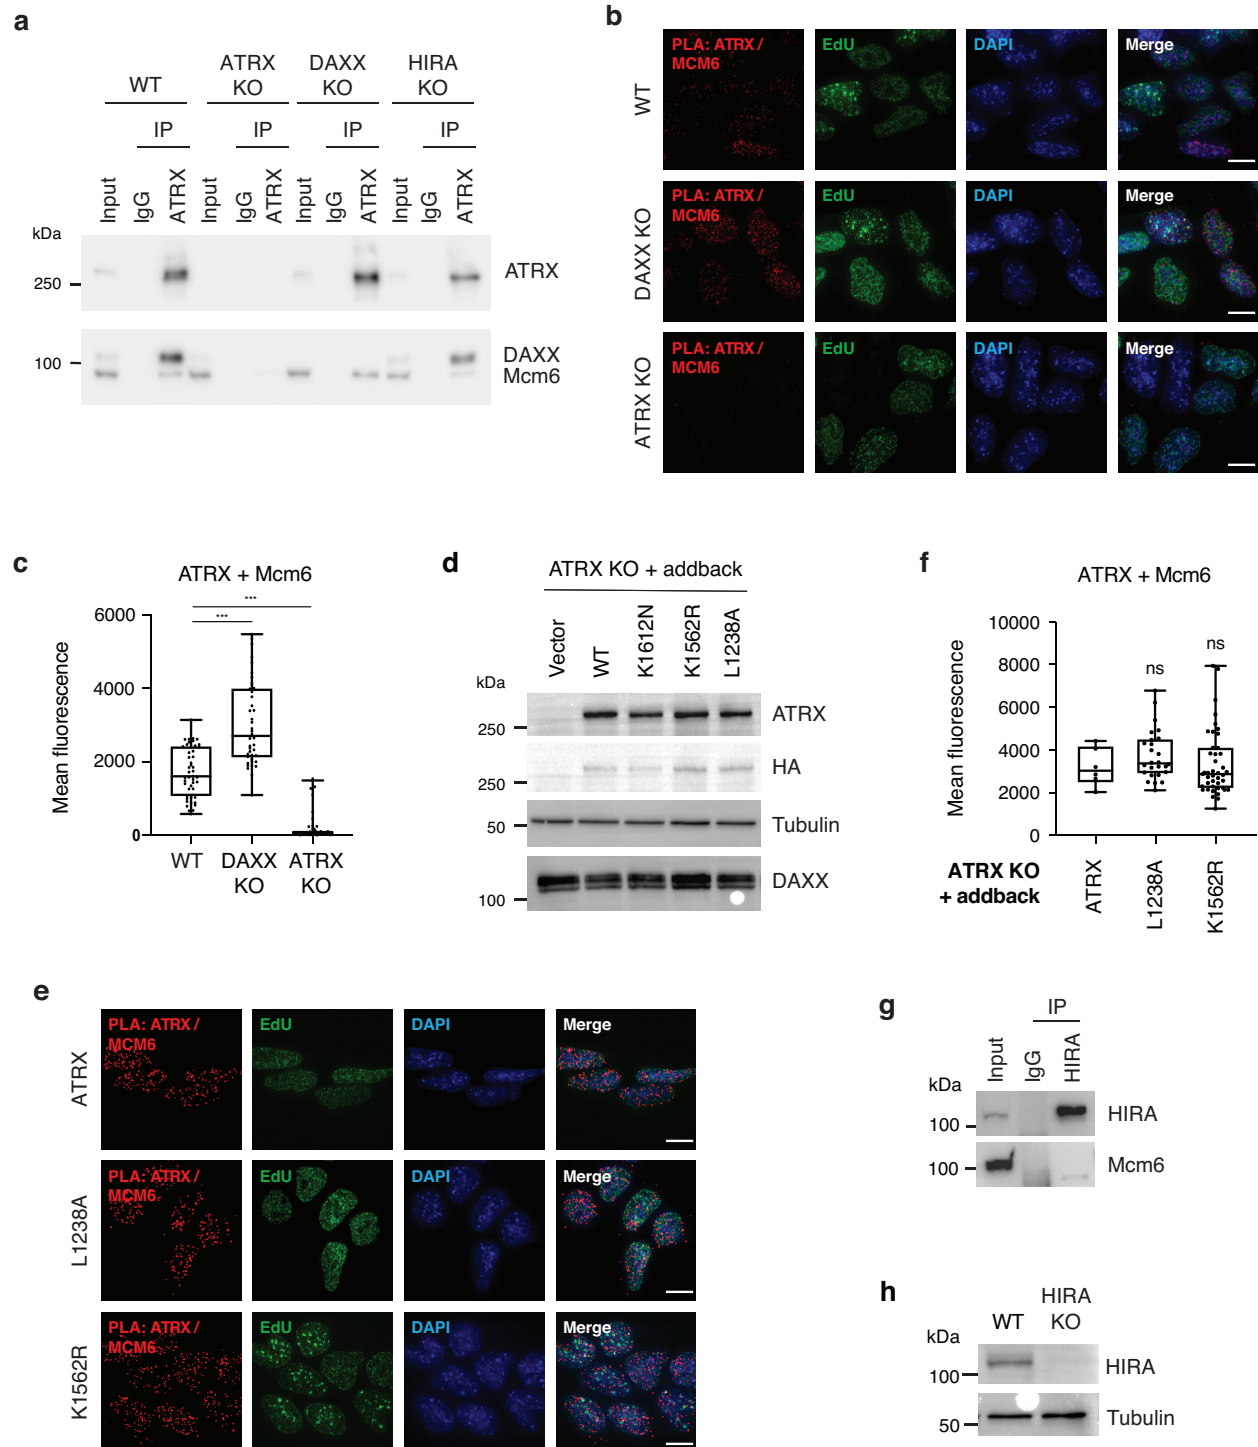 a
WT
ATRX
KO
DAXX
KO
HIRA
KO
IP
IP
IP
IP
Input
IgG
ATRX
Input
IgG
ATRX
Input
IgG
ATRX
Input
IgG
ATRX
kDa
250
ATRX
100
DAXX
Mcm6
b
WT
PLA: ATRX /
MCM6
EdU
DAPI
Merge
DAXX KO
PLA: ATRX /
MCM6
EdU
DAPI
Merge
ATRX KO
PLA: ATRX /
MCM6
EdU
DAPI
Merge
c
ATRX + Mcm6
Mean fluorescence
6000
4000
2000
0
***
***
WT
DAXX
KO
ATRX
KO
d
ATRX KO + addback
Vector
WT
K1612N
K1562R
L1238A
kDa
250
ATRX
250
HA
50
Tubulin
100
DAXX
f
ATRX + Mcm6
Mean fluorescence
10000
8000
6000
4000
2000
0
ns
ns
ATRX KO
+ addback
ATRX
L1238A
K1562R
e
ATRX
PLA: ATRX /
MCM6
EdU
DAPI
Merge
L1238A
PLA: ATRX /
MCM6
EdU
DAPI
Merge
K1562R
PLA: ATRX /
MCM6
EdU
DAPI
Merge
g
IP
Input
IgG
HIRA
kDa
100
HIRA
100
Mcm6
h
WT
HIRA
KO
kDa
100
HIRA
50
Tubulin